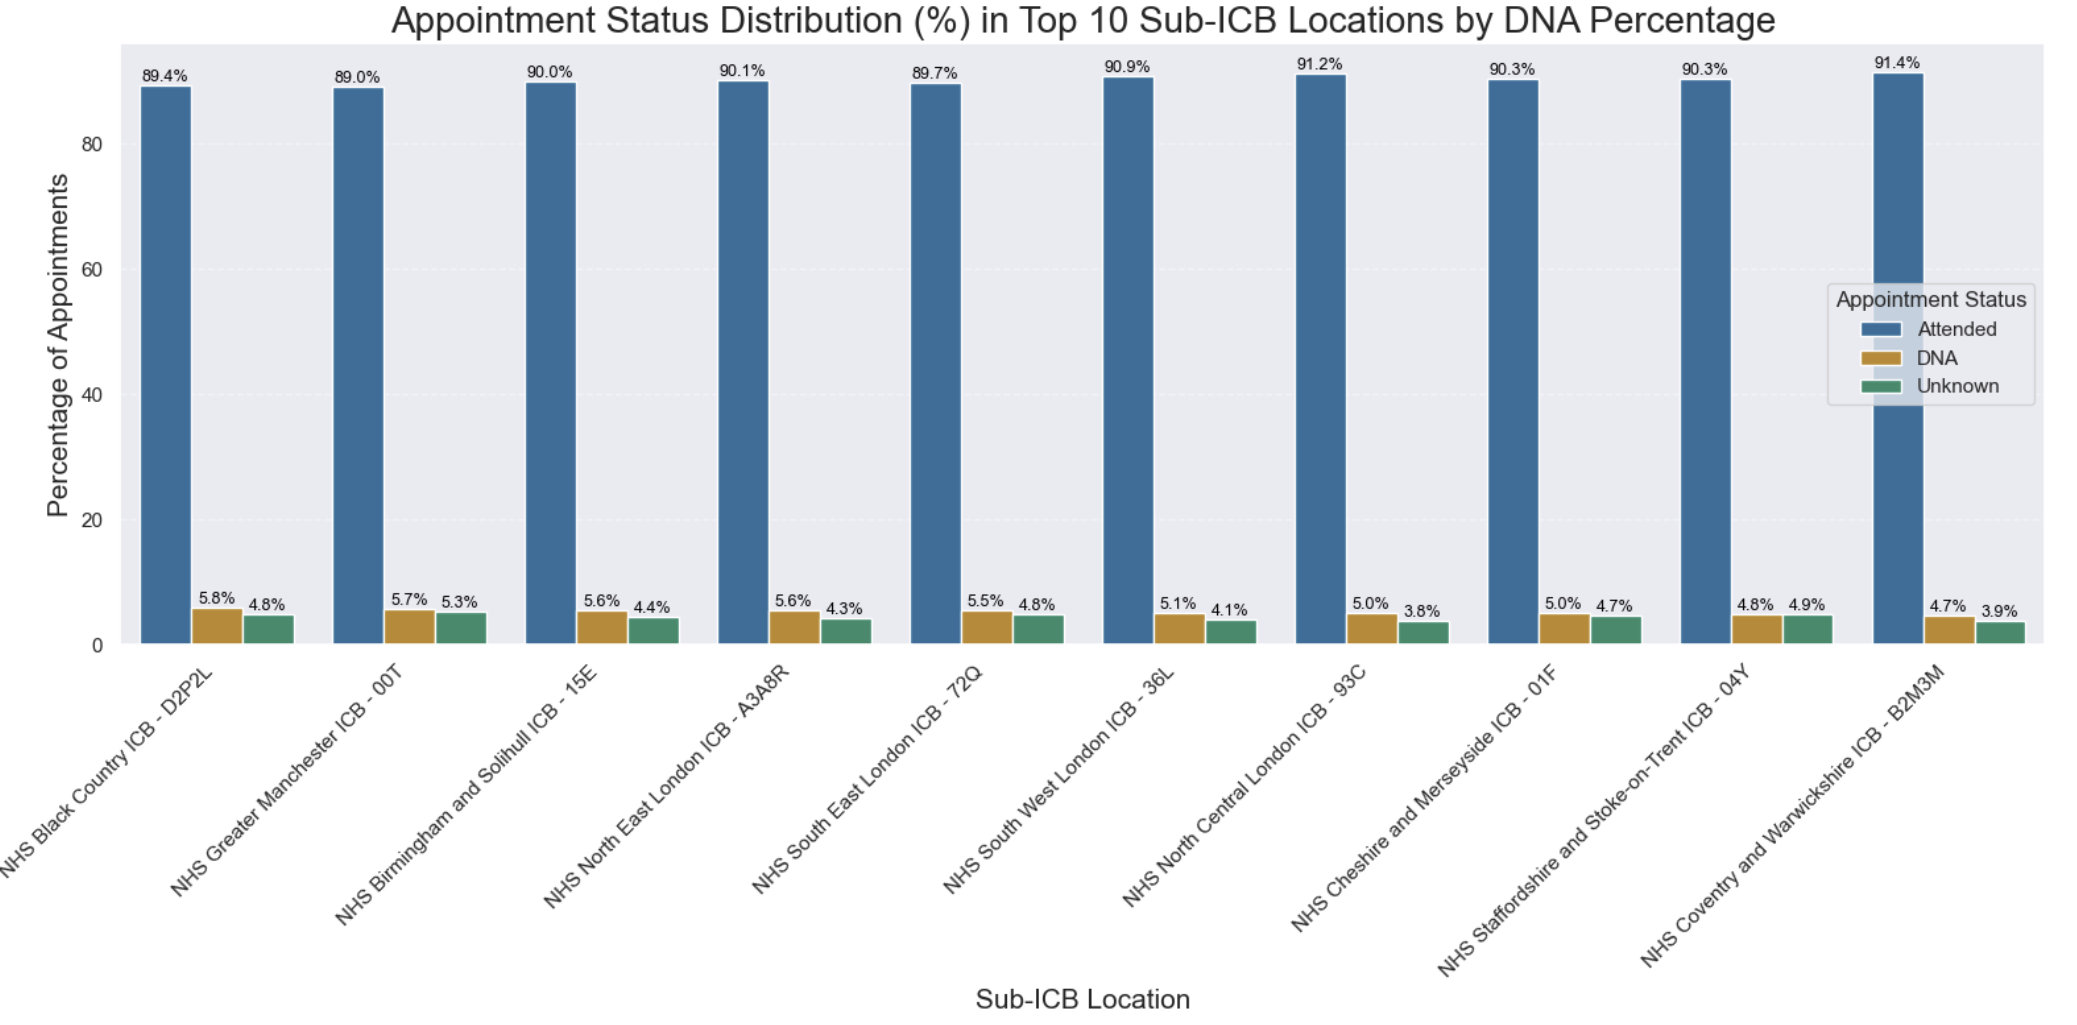 Appointment Status Distribution (%) in Top 10 Sub-ICB Locations by DNA Percentage
Percentage of Appointments
80
60
40
20
0
89.4%
5.8%
4.8%
89.0%
5.7%
5.3%
90.0%
5.6%
4.4%
90.1%
5.6%
4.3%
89.7%
5.5%
4.8%
90.9%
5.1%
4.1%
91.2%
5.0%
3.8%
90.3%
5.0%
4.7%
90.3%
4.8%
4.9%
91.4%
4.7%
3.9%
Appointment Status
Attended
DNA
Unknown
NHS Black Country ICB - D2P2L
NHS Greater Manchester ICB - 00T
NHS Birmingham and Solihull ICB - 15E
NHS North East London ICB - A3A8R
NHS South East London ICB - 72Q
NHS South West London ICB - 36L
NHS North Central London ICB - 93C
NHS Cheshire and Merseyside ICB - 01F
NHS Staffordshire and Stoke-on-Trent ICB - 04Y
NHS Coventry and Warwickshire ICB - B2M3M
Sub-ICB Location